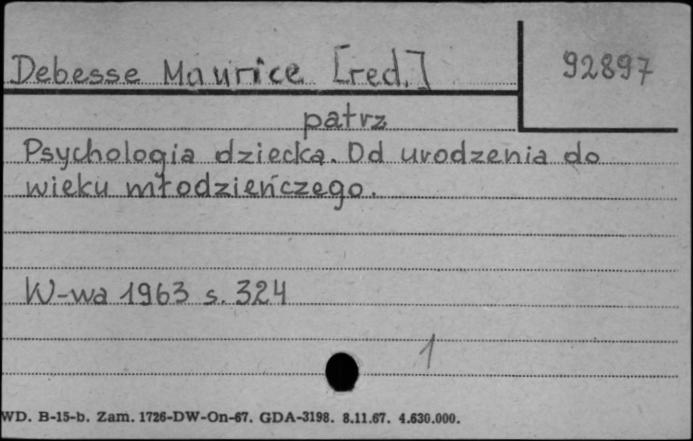 Debesse Maurice [red.]
92897
patrz
Psychologia dziecka. Od urodzenia do
wieku młodzieńczego.
W-wa 1963 s. 324
1
WD. B-15-b. Zam. 1726-DW-On-67. GDA-3198. 8.11.67. 4.630.000.